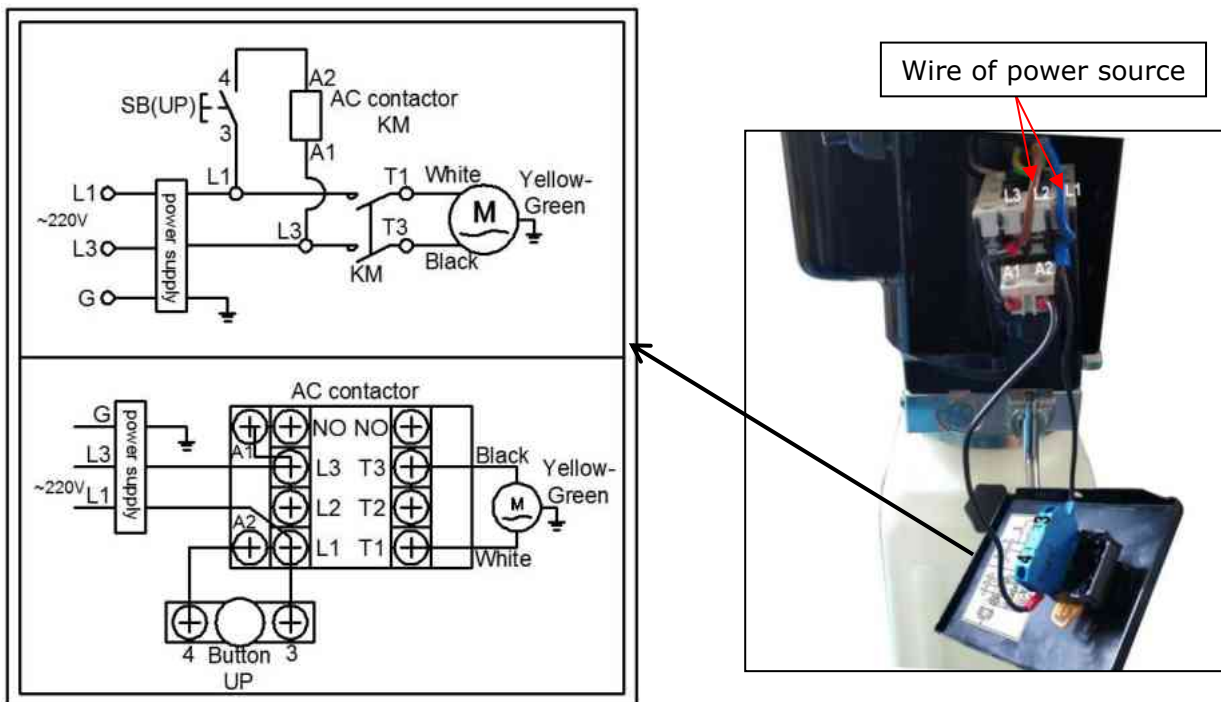 4
A2
SB(UP)
AC contactor
KM
3
A1
L1
L1
T1
White
Yellow-
Green
~220V
power supply
M
L3
L3
T3
KM
Black
G
AC contactor
G
power supply
NO NO
A1
L3
L3 T3
Black
Yellow-
Green
~220V
L1
L2 T2
M
A2
L1 T1
White
4 Button 3
UP
Wire of power source
L3 L2 L1
A1 A2
4 3